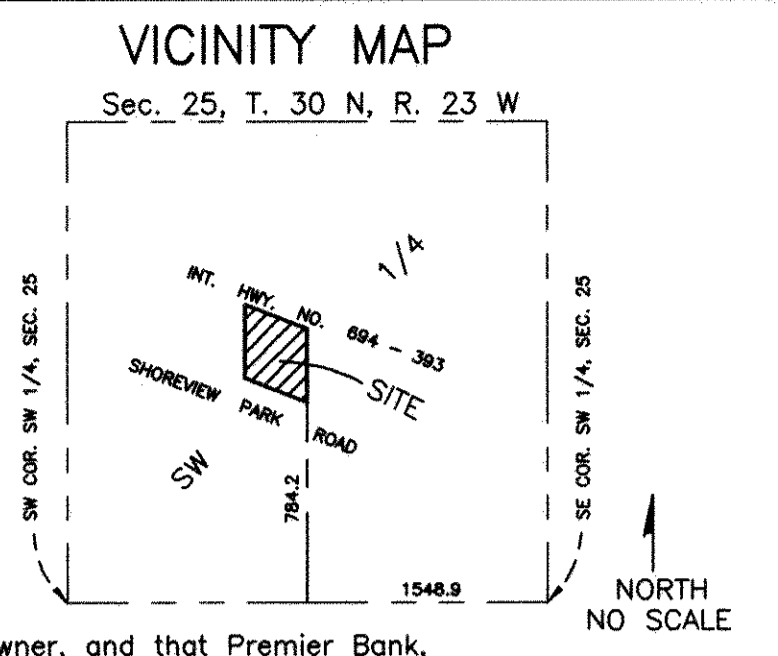 VICINITY MAP
Sec. 25, T. 30 N, R. 23 W
1/4
INT. HWY. NO. 694 - 393
SITE
SHOREVIEW PARK ROAD
SW
SW COR. SW 1/4, SEC. 25
SE COR. SW 1/4, SEC. 25
784.2
1548.9
NORTH
NO SCALE
wner, and that Premier Bank,